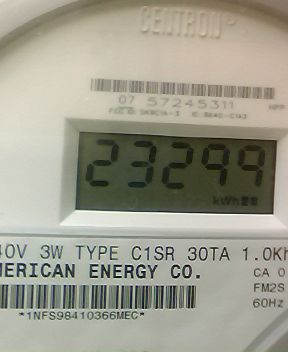 CENTRON
07 57245311
23299
kWh
40V 3W TYPE C1SR 30TA 1.0Kh
MERICAN ENERGY CO.
CA 0
FM2S
60Hz
*1NFS98410366MEC*